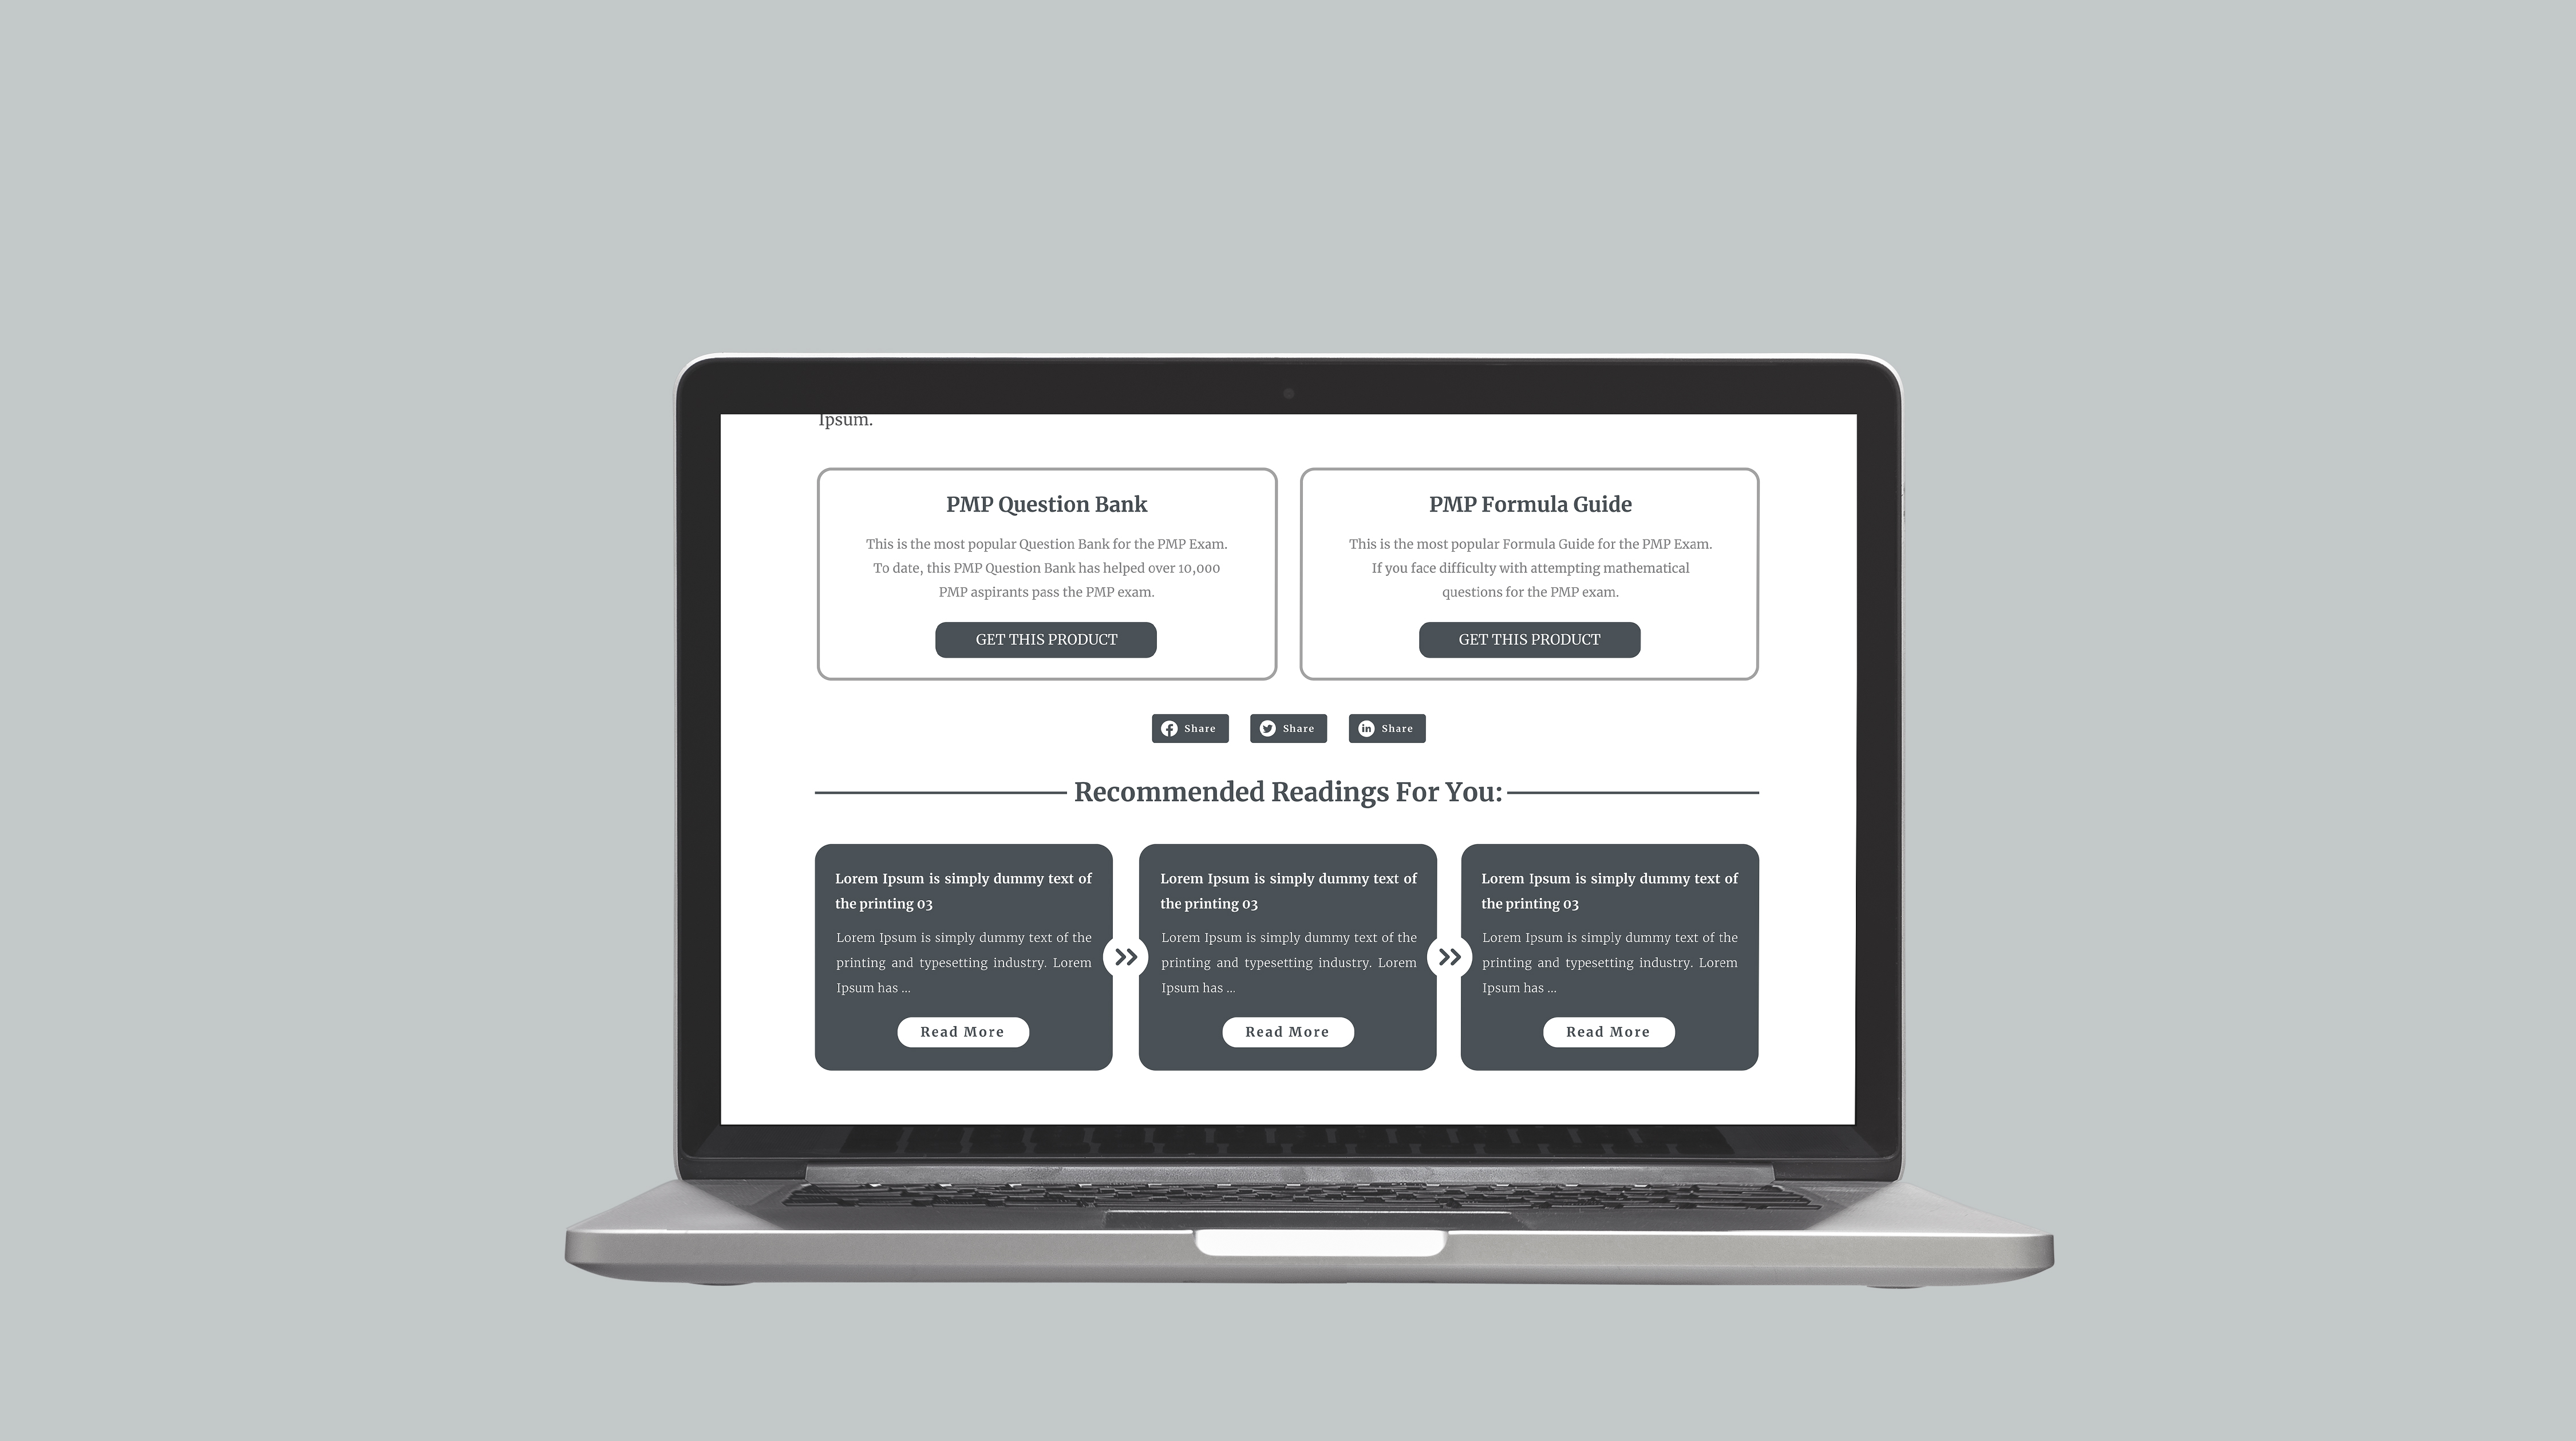 Ipsum.
PMP Question Bank
This is the most popular Question Bank for the PMP Exam.
To date, this PMP Question Bank has helped over 10,000
PMP aspirants pass the PMP exam.
GET THIS PRODUCT
PMP Formula Guide
This is the most popular Formula Guide for the PMP Exam.
If you face difficulty with attempting mathematical
questions for the PMP exam.
GET THIS PRODUCT
Share
Share
Share
Recommended Readings For You:
Lorem Ipsum is simply dummy text of
the printing 03
Lorem Ipsum is simply dummy text of the
printing and typesetting industry. Lorem
Ipsum has ...
Read More
Lorem Ipsum is simply dummy text of
the printing 03
Lorem Ipsum is simply dummy text of the
printing and typesetting industry. Lorem
Ipsum has ...
Read More
Lorem Ipsum is simply dummy text of
the printing 03
Lorem Ipsum is simply dummy text of the
printing and typesetting industry. Lorem
Ipsum has ...
Read More